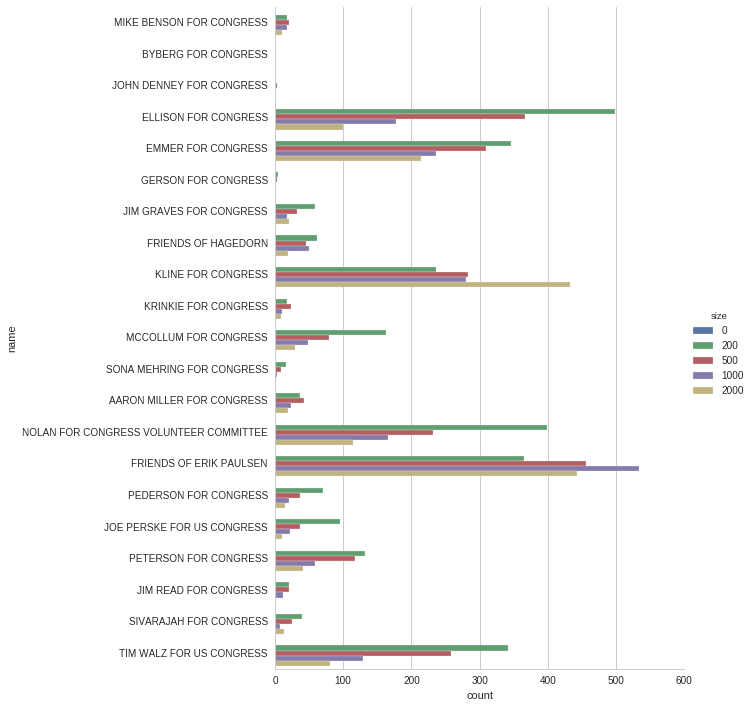 MIKE BENSON FOR CONGRESS
BYBERG FOR CONGRESS
JOHN DENNEY FOR CONGRESS
ELLISON FOR CONGRESS
EMMER FOR CONGRESS
GERSON FOR CONGRESS
JIM GRAVES FOR CONGRESS
FRIENDS OF HAGEDORN
KLINE FOR CONGRESS
KRINKIE FOR CONGRESS
MCCOLLUM FOR CONGRESS
SONA MEHRING FOR CONGRESS
AARON MILLER FOR CONGRESS
NOLAN FOR CONGRESS VOLUNTEER COMMITTEE
FRIENDS OF ERIK PAULSEN
PEDERSON FOR CONGRESS
JOE PERSKE FOR US CONGRESS
PETERSON FOR CONGRESS
JIM READ FOR CONGRESS
SIVARAJAH FOR CONGRESS
TIM WALZ FOR US CONGRESS
name
0 100 200 300 400 500 600
count
size
0
200
500
1000
2000